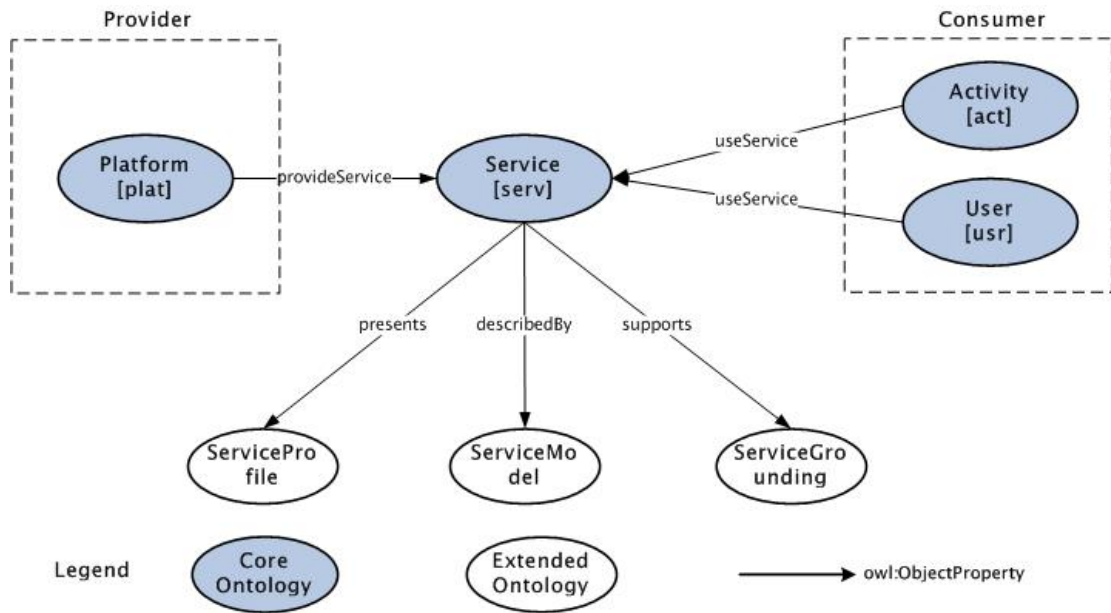 Provider
Consumer
Activity
[act]
useService
Platform
[plat]
provideService
Service
[serv]
useService
User
[usr]
presents
describedBy
supports
ServicePro
file
ServiceMo
del
ServiceGro
unding
Legend
Core
Ontology
Extended
Ontology
owl:ObjectProperty